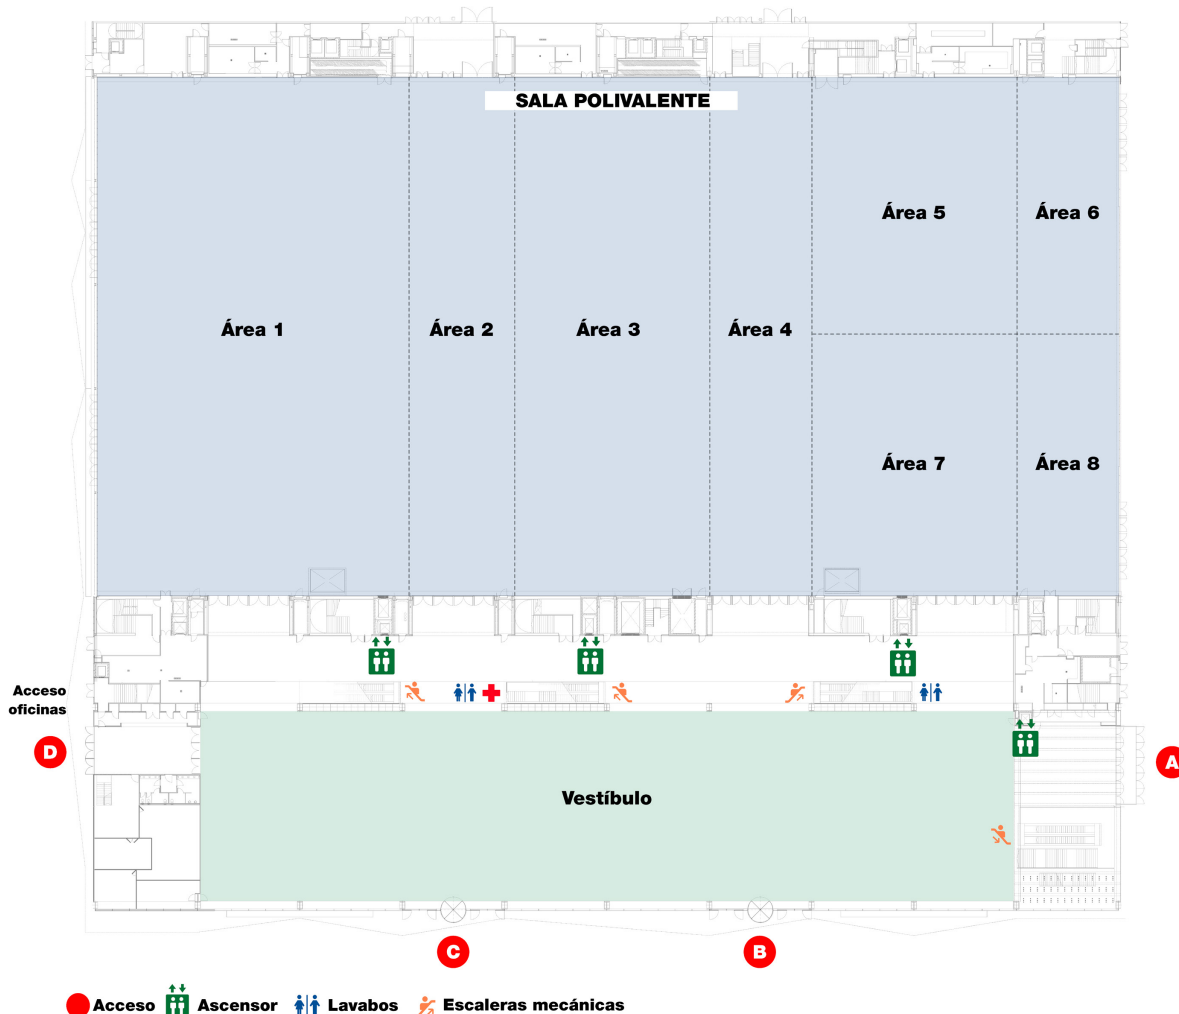 SALA POLIVALENTE
Área 5
Área 6
Área 1
Área 2
Área 3
Área 4
Área 7
Área 8
Acceso
oficinas
D
A
Vestíbulo
C
B
Acceso
Ascensor
Lavabos
Escaleras mecánicas